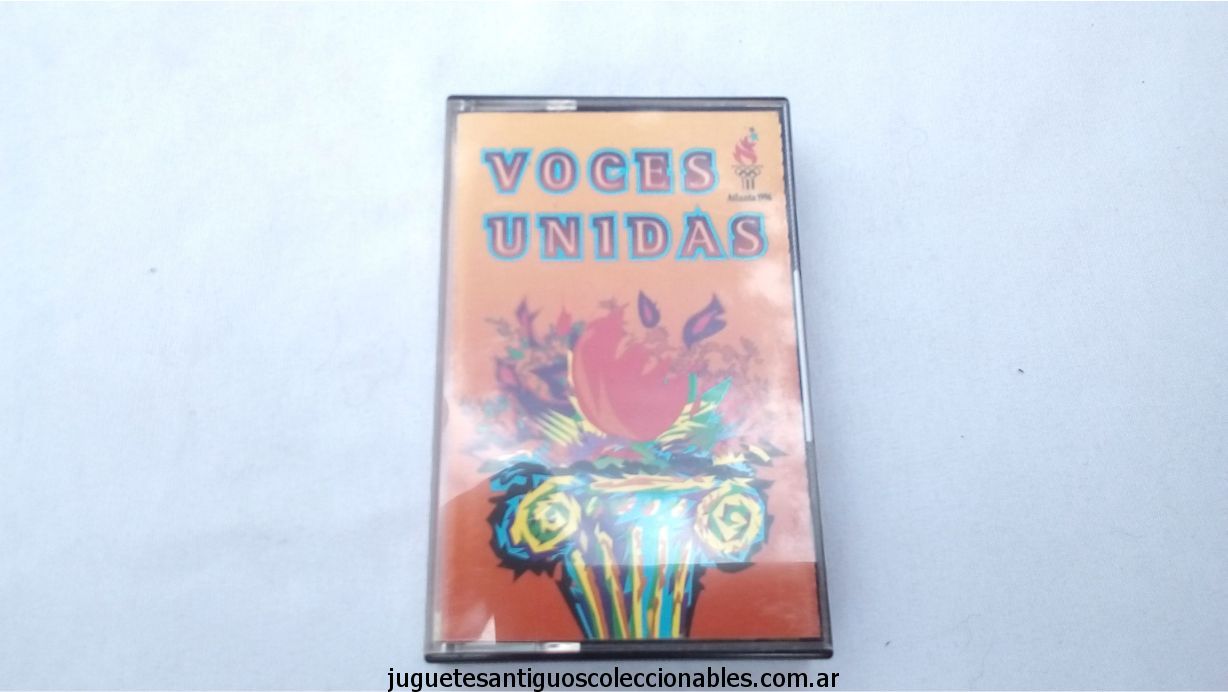 VOCES
UNIDAS
Atlanta 1996
juguetesantiguoscoleccionables.com.ar